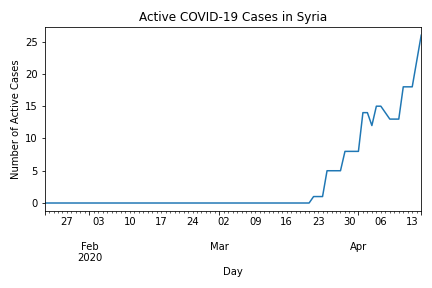 Active COVID-19 Cases in Syria
Number of Active Cases
25
20
15
10
5
0
27 03 10 17 24 02 09 16 23 30 06 13
Feb Mar Apr
2020
Day